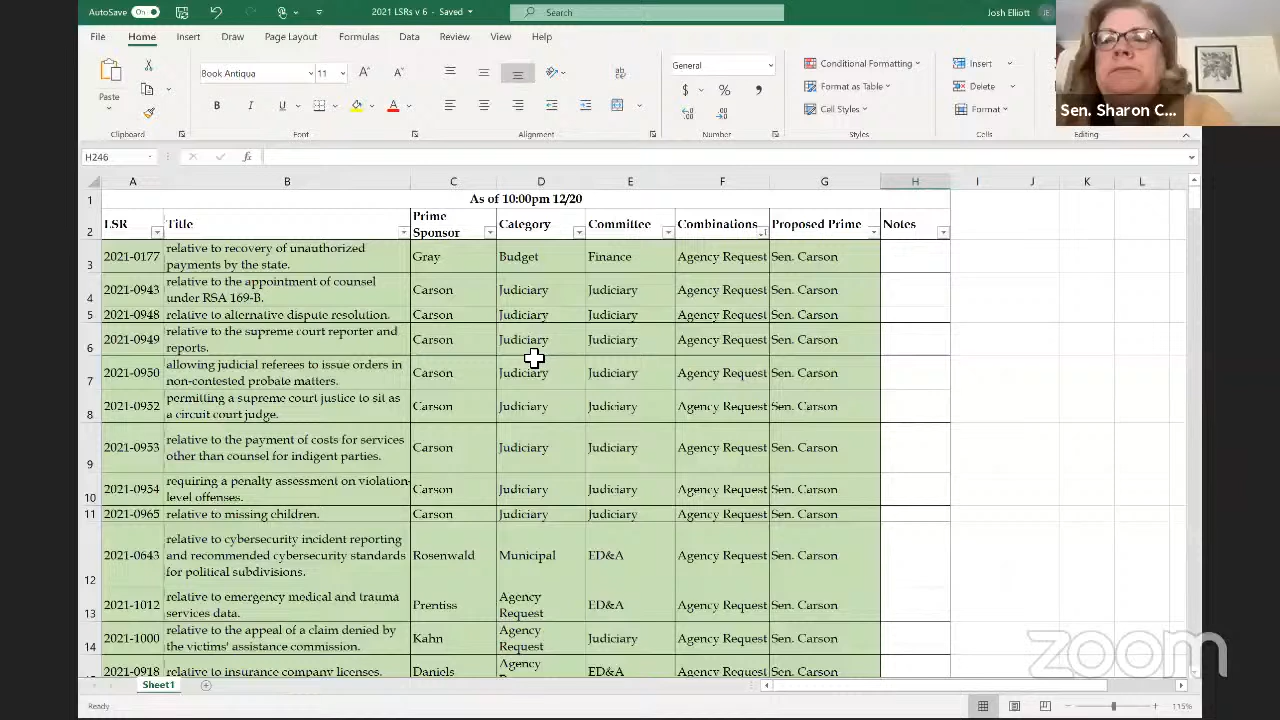 AutoSave On 2021 LSRs v 6 - Saved Search Josh Elliott JE
File Home Insert Draw Page Layout Formulas Data Review View Help
Book Antiqua 11 General Conditional Formatting Insert
Paste Format as Table Delete
B I U A $ % , Cell Styles Format
Sen. Sharon C...
Clipboard Font Alignment Number Styles Cells Editing
H246 fx
A B C D E F G H I J K L
1 As of 10:00pm 12/20
2 LSR Title Prime Sponsor Category Committee Combinations Proposed Prime Notes
3 2021-0177 relative to recovery of unauthorized payments by the state. Gray Budget Finance Agency Request Sen. Carson
4 2021-0943 relative to the appointment of counsel under RSA 169-B. Carson Judiciary Judiciary Agency Request Sen. Carson
5 2021-0948 relative to alternative dispute resolution. Carson Judiciary Judiciary Agency Request Sen. Carson
6 2021-0949 relative to the supreme court reporter and reports. Carson Judiciary Judiciary Agency Request Sen. Carson
7 2021-0950 allowing judicial referees to issue orders in non-contested probate matters. Carson Judiciary Judiciary Agency Request Sen. Carson
8 2021-0952 permitting a supreme court justice to sit as a circuit court judge. Carson Judiciary Judiciary Agency Request Sen. Carson
9 2021-0953 relative to the payment of costs for services other than counsel for indigent parties. Carson Judiciary Judiciary Agency Request Sen. Carson
10 2021-0954 requiring a penalty assessment on violation-level offenses. Carson Judiciary Judiciary Agency Request Sen. Carson
11 2021-0965 relative to missing children. Carson Judiciary Judiciary Agency Request Sen. Carson
12 2021-0643 relative to cybersecurity incident reporting and recommended cybersecurity standards for political subdivisions. Rosenwald Municipal ED&A Agency Request Sen. Carson
13 2021-1012 relative to emergency medical and trauma services data. Prentiss Agency Request ED&A Agency Request Sen. Carson
14 2021-1000 relative to the appeal of a claim denied by the victims' assistance commission. Kahn Agency Request Judiciary Agency Request Sen. Carson
2021-0918 relative to insurance company licenses. Daniels Agency ED&A Agency Request Sen. Carson
zoom
Sheet1
Ready 115%